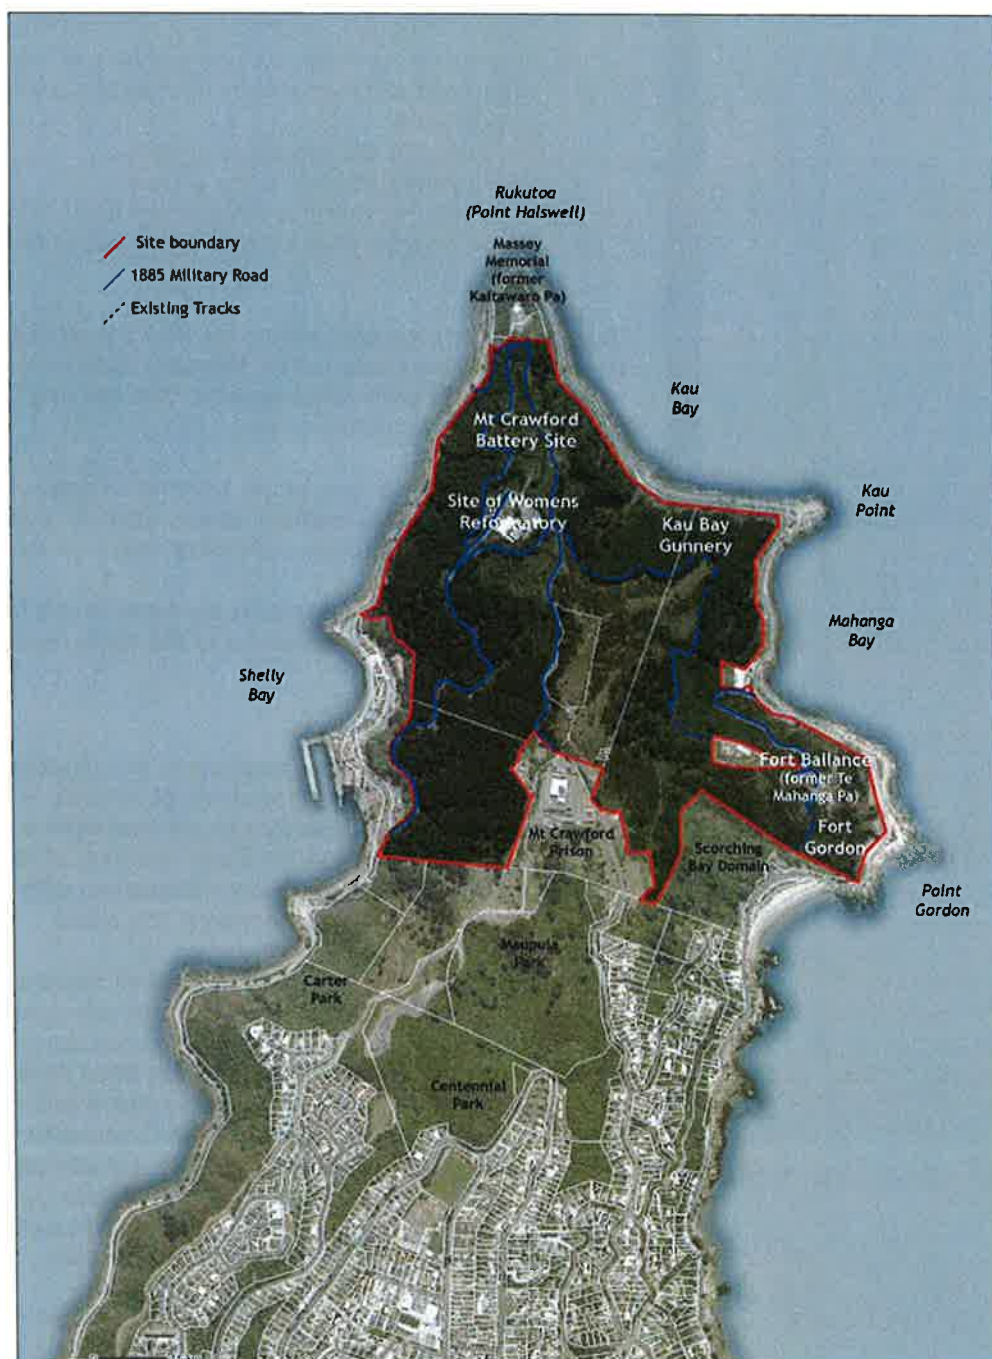 Rukutoa
(Point Halswell)
Massey
Memorial
(former
Kaitawaro Pa)
Site boundary
1885 Military Road
Existing Tracks
Kau
Bay
Mt Crawford
Battery Site
Kau
Point
Site of Womens
Reformatory
Kau Bay
Gunnery
Mahanga
Bay
Shelly
Bay
Fort Ballance
(former Te
Mahanga Pa)
Fort
Gordon
Mt Crawford
Prison
Scorching
Bay Domain
Point
Gordon
Maupuia
Park
Carter
Park
Centennial
Park